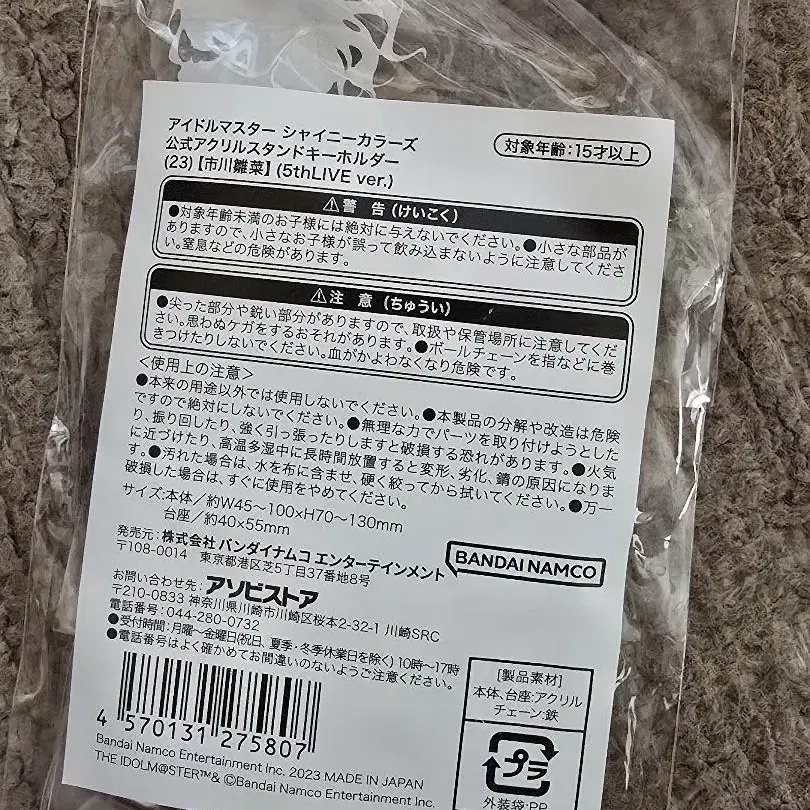 アイドルマスター シャイニーカラーズ
公式アクリルスタンドキーホルダー
(23)【市川雛菜】(5thLIVE ver.)
対象年齢:15才以上
⚠警 告(けいこく)
●対象年齢未満のお子様には絶対に与えないでください。●小さな部品が
ありますので、小さなお子様が誤って飲み込まないように注意してくださ
い。窒息などの危険があります。
⚠注 意(ちゅうい)
●尖った部分や鋭い部分がありますので、取扱や保管場所に注意してくだ
さい。思わぬケガをするおそれがあります。●ボールチェーンを指などに巻
きつけたりしないでください。血がかよわなくなり危険です。
<使用上の注意>
●本来の用途以外では使用しないでください。●本製品の分解や改造は危険
ですので絶対にしないでください。●無理な力でパーツを取り付けようとした
り、振り回したり、強く引っ張ったりしますと破損する恐れがあります。●火気
に近づけたり、高温多湿中に長時間放置すると変形、劣化、錆の原因になりま
す。●汚れた場合は、水を布に含ませ、硬く絞ってから拭いてください。●万一
破損した場合は、すぐに使用をやめてください。
サイズ:本体/約W45~100×H70~130mm
台座/約40×55mm
発売元:株式会社 バンダイナムコ エンターテインメント
〒108-0014 東京都港区芝5丁目37番地8号
BANDAI NAMCO
お問い合わせ先:アソビストア
〒210-0833 神奈川県川崎市川崎区桜本2-32-1 川崎SRC
電話番号:044-280-0732
●受付時間:月曜~金曜日(祝日、夏季・冬季休業日を除く)10時~17時
●電話番号はよく確かめてお間違いのないようご注意ください。
[製品素材]
本体、台座:アクリル
チェーン:鉄
4 570131 275807
プラ
外装袋:PP
Bandai Namco Entertainment Inc. 2023 MADE IN JAPAN
THE IDOLM@STER™& ©Bandai Namco Entertainment Inc.